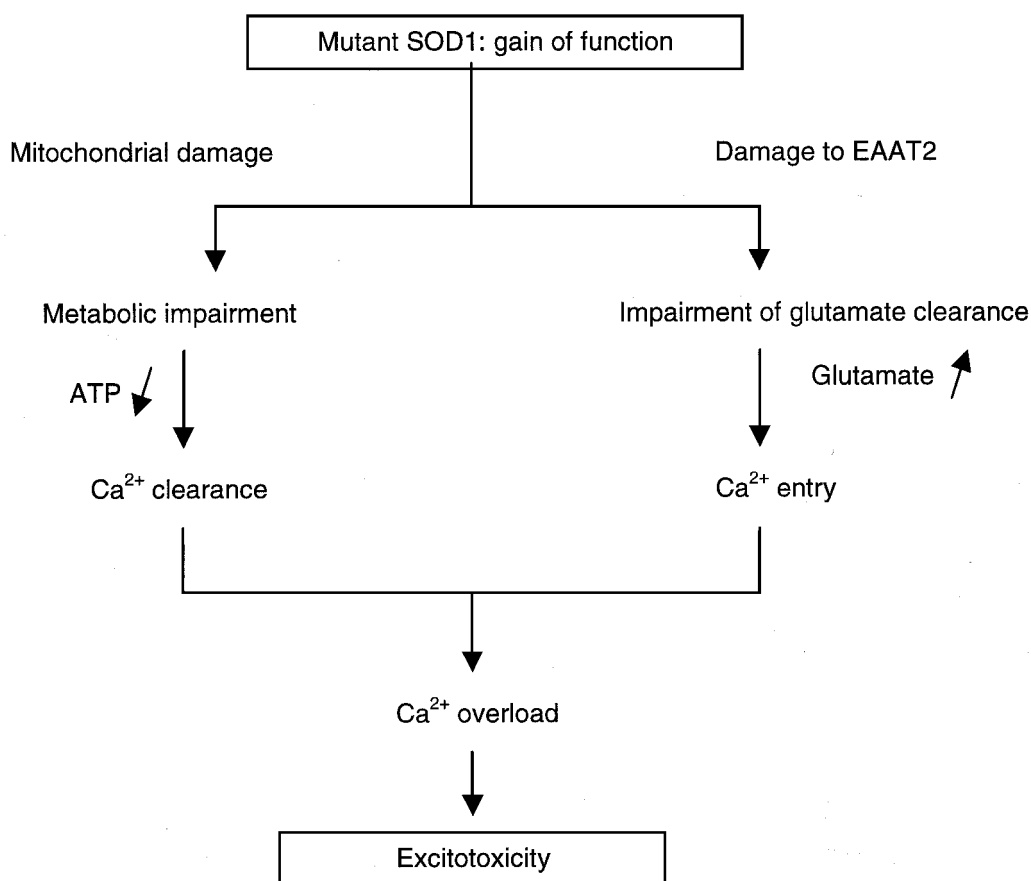 Mutant SOD1: gain of function
Mitochondrial damage
Damage to EAAT2
Metabolic impairment
Impairment of glutamate clearance
ATP
Glutamate
Ca²⁺ clearance
Ca²⁺ entry
Ca²⁺ overload
Excitotoxicity